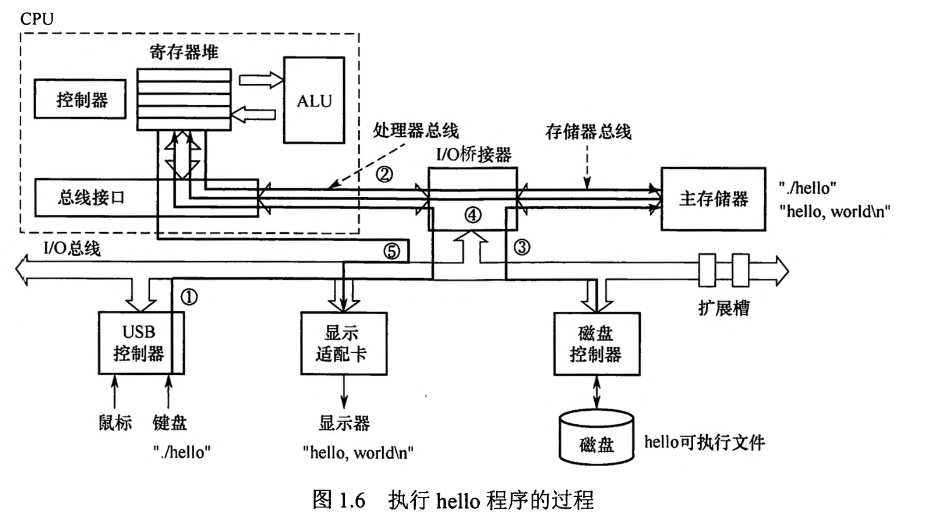 CPU
寄存器堆
控制器
ALU
处理器总线
存储器总线
I/O桥接器
②
总线接口
主存储器
"./hello"
"hello, world\n"
④
I/O总线
⑤
③
①
扩展槽
USB
控制器
显示
适配卡
磁盘
控制器
鼠标
键盘
显示器
"./hello"
"hello, world\n"
磁盘
hello可执行文件
图 1.6 执行 hello 程序的过程